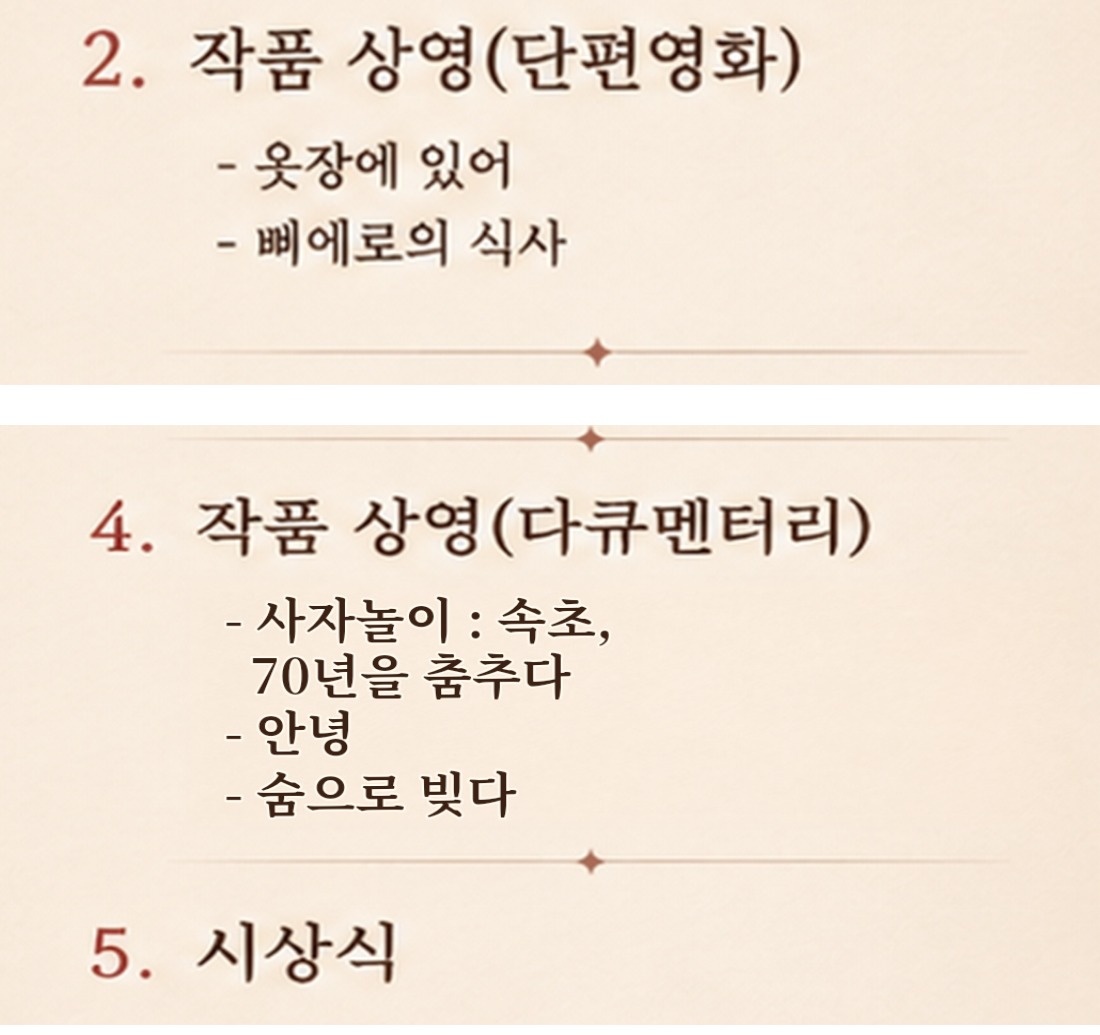 2. 작품 상영(단편영화)
- 옷장에 있어
- 삐에로의 식사
4. 작품 상영(다큐멘터리)
- 사자놀이 : 속초,
70년을 춤추다
- 안녕
- 숨으로 빚다
5. 시상식